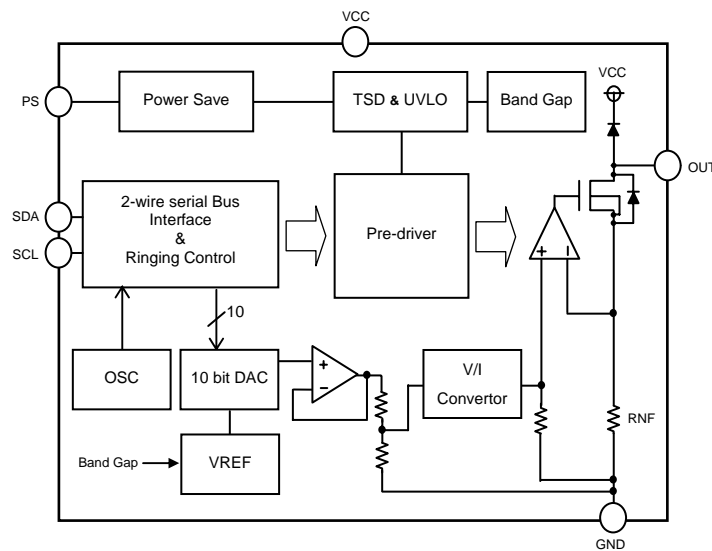 VCC
VCC
PS
Power Save
TSD & UVLO
Band Gap
OUT
SDA
SCL
2-wire serial Bus
Interface
&
Ringing Control
Pre-driver
+
−
10
OSC
10 bit DAC
+
−
V/I
Convertor
RNF
Band Gap
VREF
GND